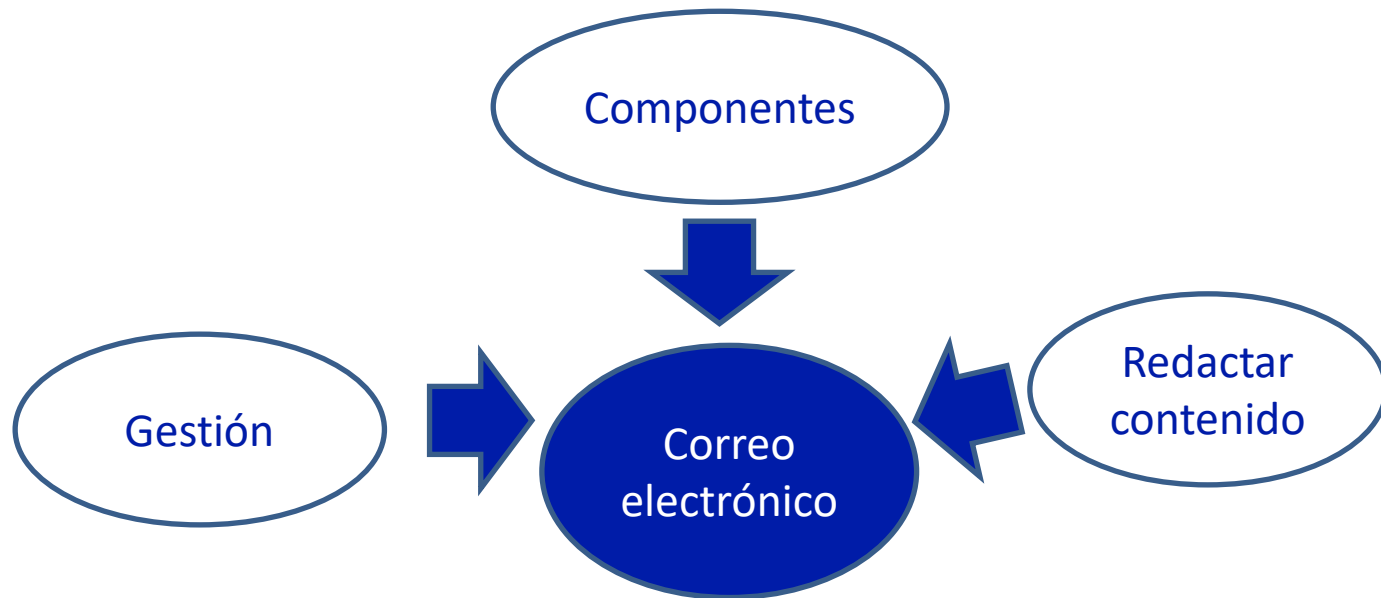 Componentes
Gestión
Correo
electrónico
Redactar
contenido